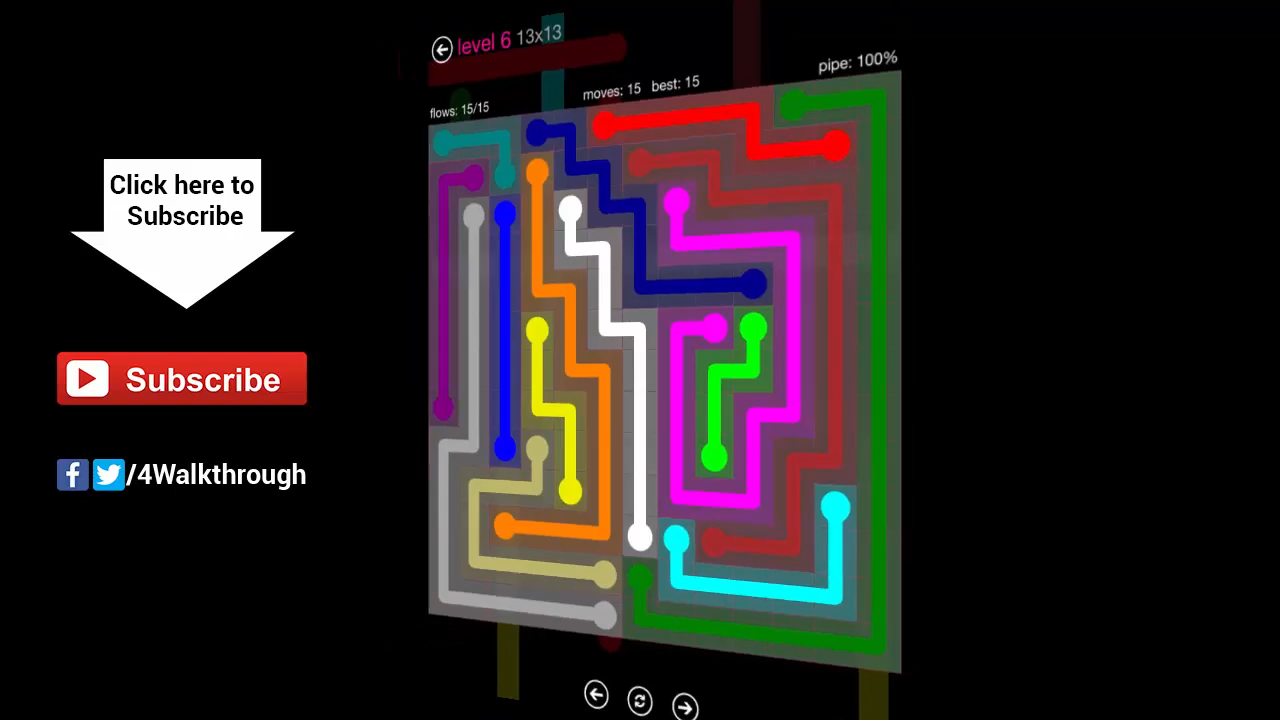 level 6 13x13
pipe: 100%
flows: 15/15
moves: 15 best: 15
Click here to
Subscribe
Subscribe
/4Walkthrough